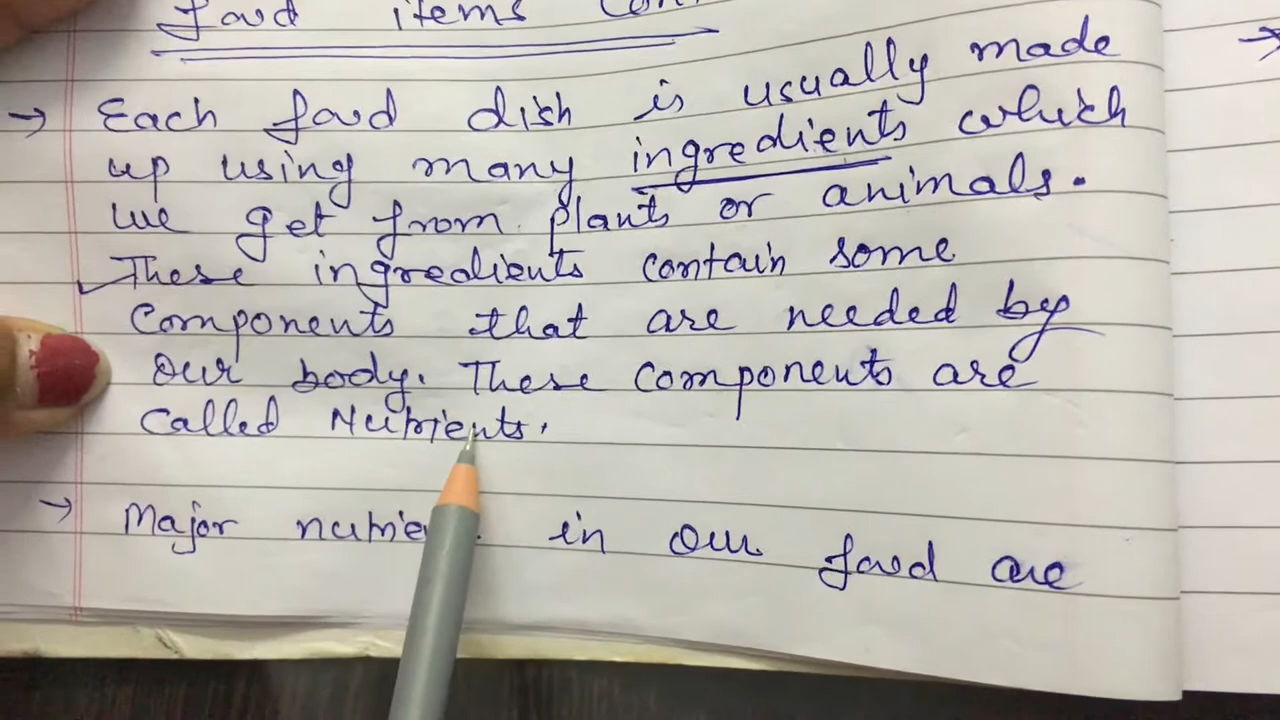 food items
→ Each food dish is usually made
up using many ingredients which
we get from plants or animals.
These ingredients contain some
components that are needed by
our body. These components are
called Nutrients.
→ Major in our food are